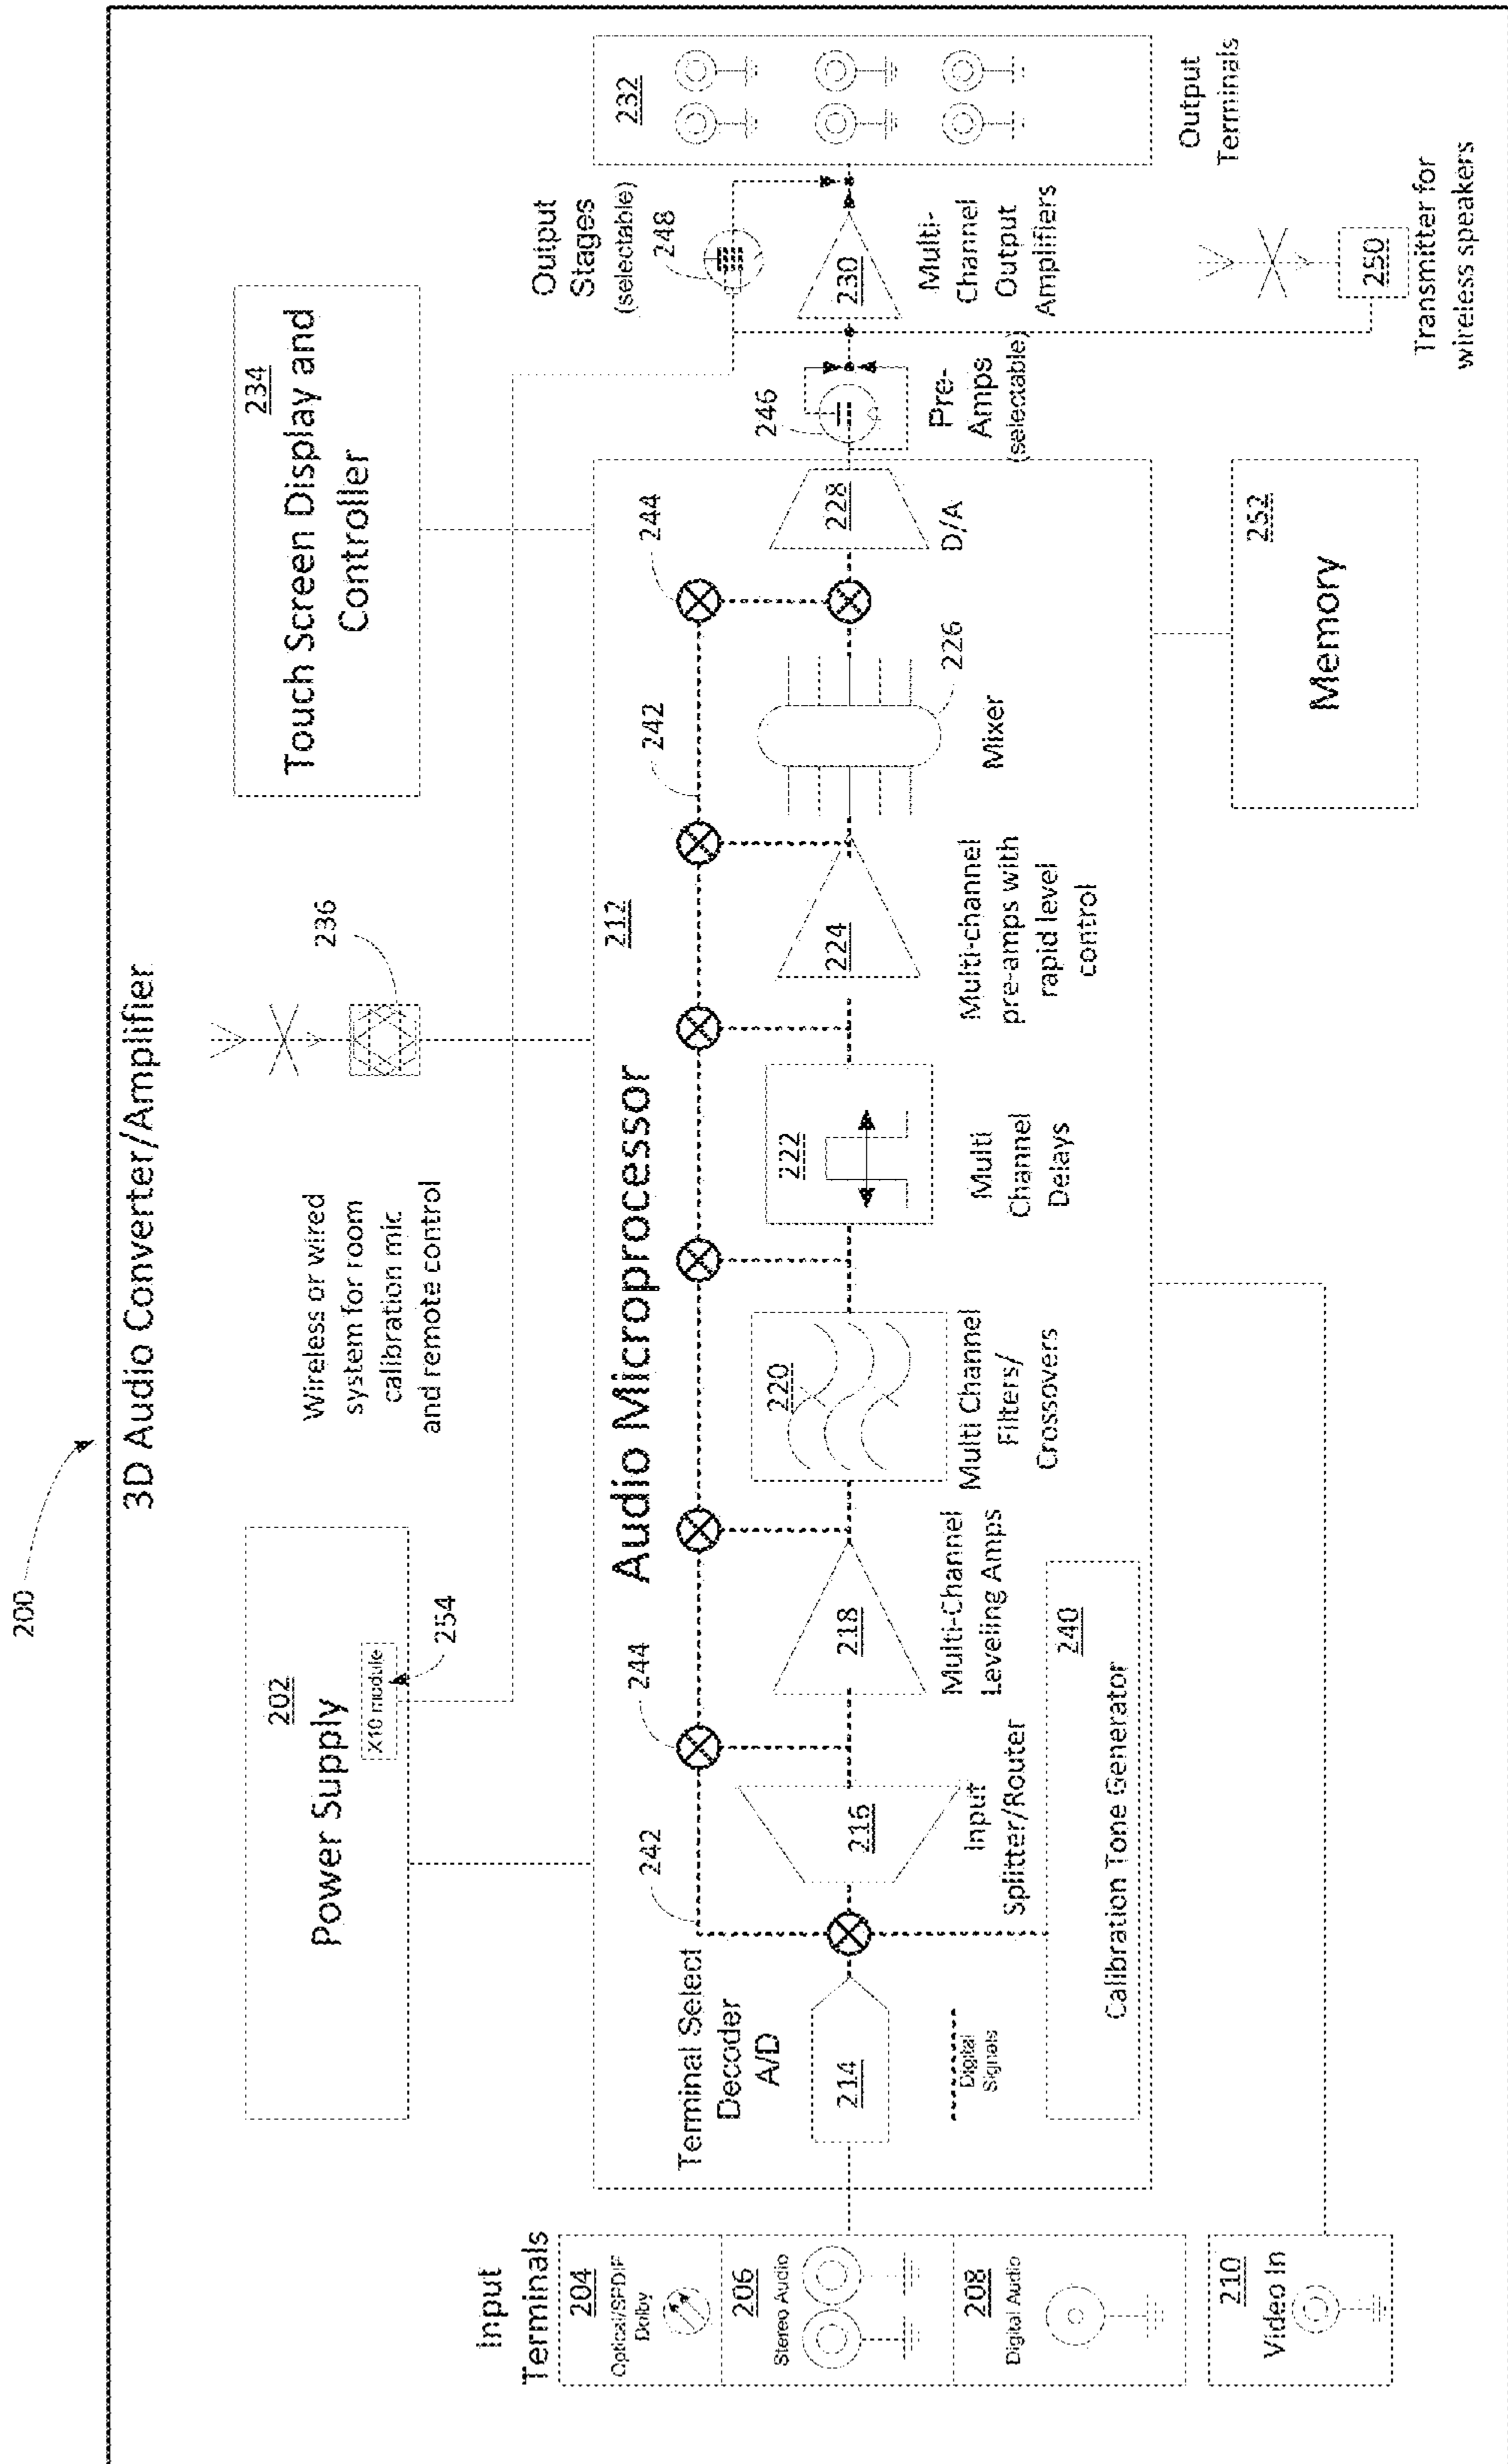 200
3D Audio Converter/Amplifier
202
Power Supply
X10 module
254
Wireless or wired
system for room
calibration mic
and remote control
236
234
Touch Screen Display and
Controller
Input
Terminals
204
Optical/SPDIF
Dolby
206
Stereo Audio
208
Digital Audio
210
Video In
Audio Microprocessor
212
242
244
242
244
Terminal Select
Decoder
A/D
214
Digital
Signals
216
Input
Splitter/Router
218
Multi-Channel
Leveling Amps
220
Multi Channel
Filters/
Crossovers
222
Multi
Channel
Delays
224
Multi-channel
pre-amps with
rapid level
control
226
Mixer
228
D/A
240
Calibration Tone Generator
246
Pre-
Amps
(selectable)
Output
Stages
(selectable)
248
230
Multi-
Channel
Output
Amplifiers
232
Output
Terminals
250
Transmitter for
wireless speakers
252
Memory